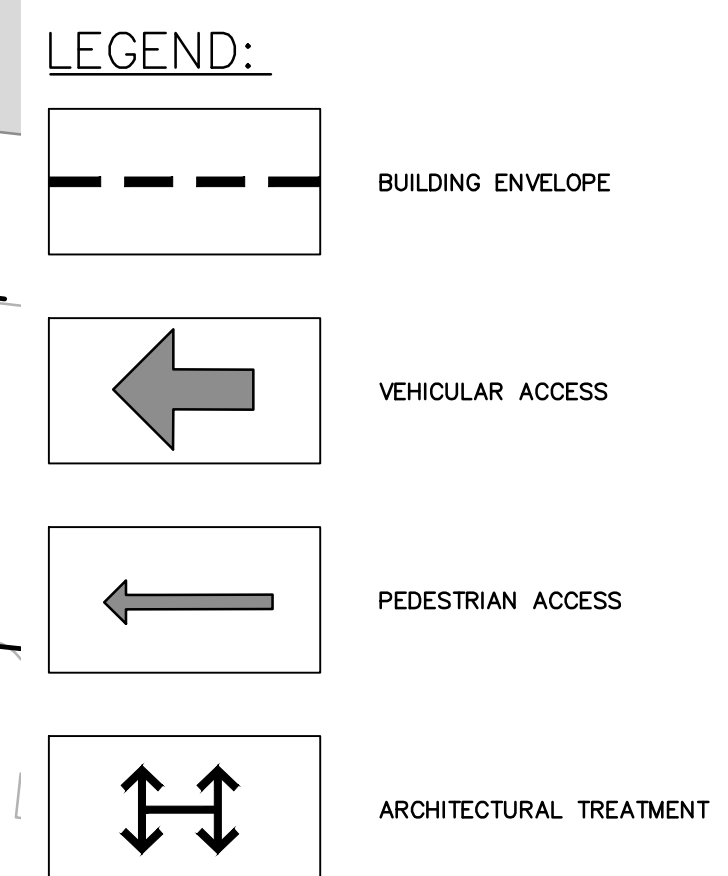 LEGEND:
BUILDING ENVELOPE
VEHICULAR ACCESS
PEDESTRIAN ACCESS
ARCHITECTURAL TREATMENT